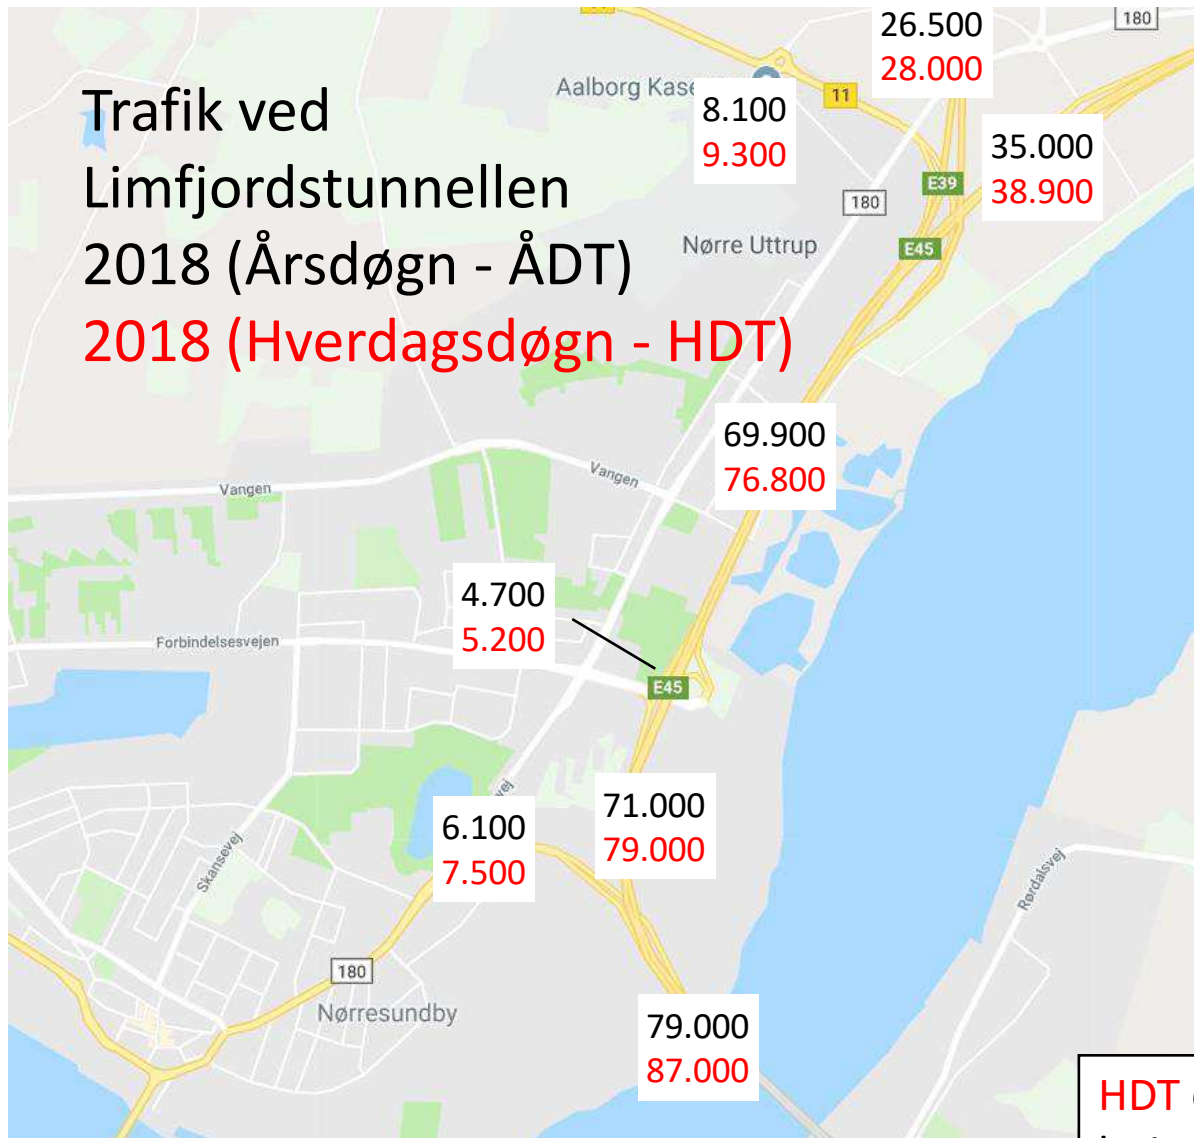 26.500
28.000
180
Trafik ved
Limfjordstunnellen
2018 (Årsdøgn - ÅDT)
2018 (Hverdagsdøgn - HDT)
Aalborg
11
8.100
9.300
35.000
38.900
E39
180
E45
Nørre Uttrup
69.900
76.800
Vangen
Vangen
4.700
5.200
Forbindelsesvejen
E45
71.000
79.000
6.100
7.500
Skansevej
Rørdalsvej
180
Nørresundby
79.000
87.000
HDT